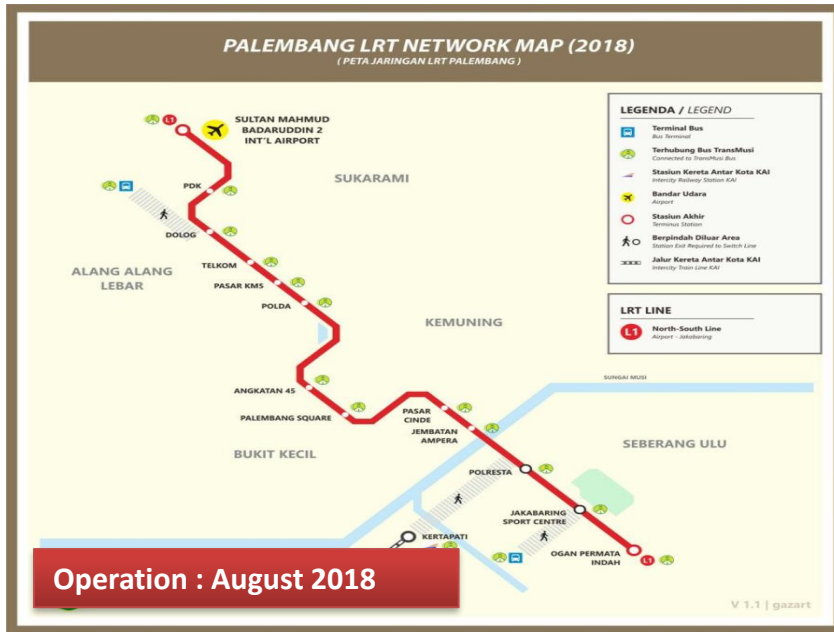 PALEMBANG LRT NETWORK MAP (2018)
( PETA JARINGAN LRT PALEMBANG )
L1
SULTAN MAHMUD
BADARUDDIN 2
INT'L AIRPORT
SUKARAMI
PDK
DOLOG
ALANG ALANG
LEBAR
TELKOM
PASAR KMS
POLDA
KEMUNING
ANGKATAN 45
PALEMBANG SQUARE
PASAR
CINDE
JEMBATAN
AMPERA
SUNGAI MUSI
BUKIT KECIL
SEBERANG ULU
POLRESTA
JAKABARING
SPORT CENTRE
KERTAPATI
OGAN PERMATA
INDAH
L1
LEGENDA / LEGEND
Terminal Bus
Bus Terminal
Terhubung Bus TransMusi
Connected to TransMusi Bus
Stasiun Kereta Antar Kota KAI
Intercity Railway Station KAI
Bandar Udara
Airport
Stasiun Akhir
Terminus Station
Berpindah Diluar Area
Station Exit Required to Switch Line
Jalur Kereta Antar Kota KAI
Intercity Train Line KAI
LRT LINE
L1
North-South Line
Airport - Jakabaring
Operation : August 2018
V 1.1 | gazart